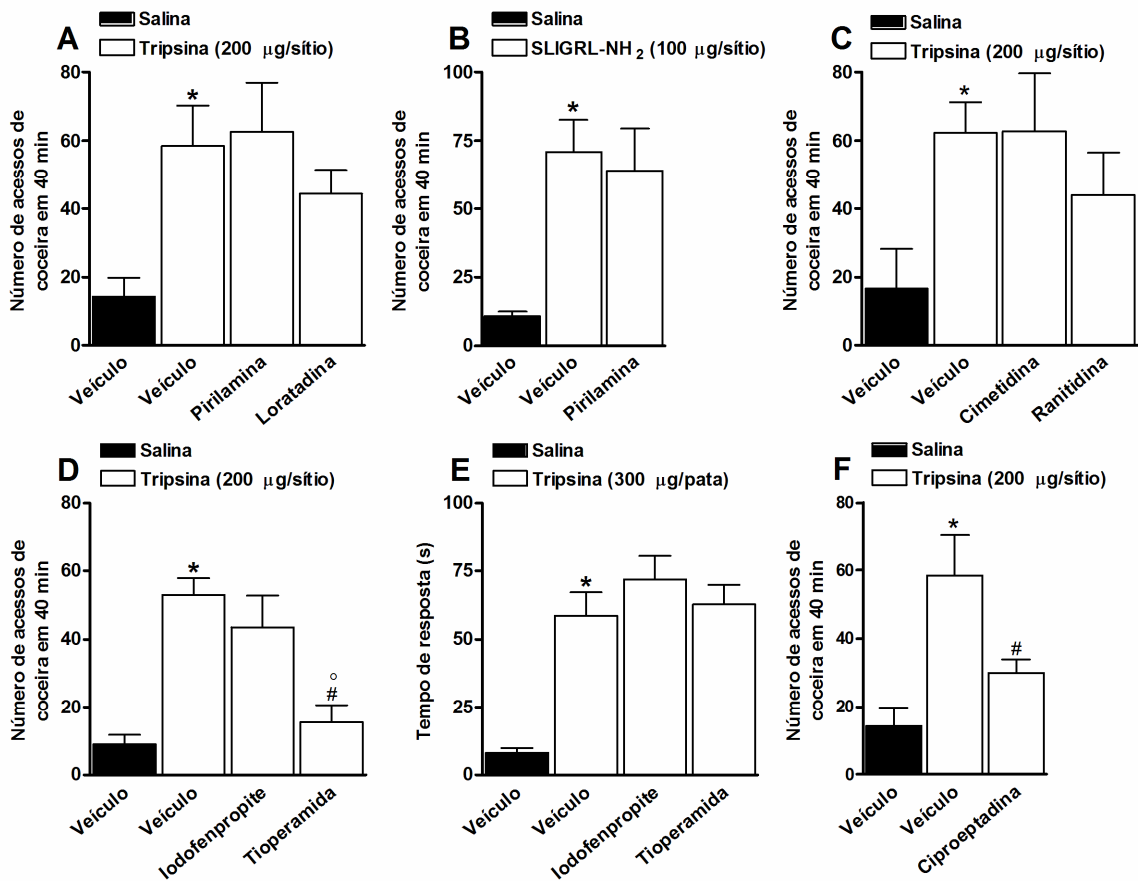 A
Salina
Tripsina (200 μg/sítio)
Número de acessos de
coceira em 40 min
80
60
40
20
0
*
Veículo
Veículo
Pirilamina
Loratadina
B
Salina
SLIGRL-NH2 (100 μg/sítio)
Número de acessos de
coceira em 40 min
100
75
50
25
0
*
Veículo
Veículo
Pirilamina
C
Salina
Tripsina (200 μg/sítio)
Número de acessos de
coceira em 40 min
80
60
40
20
0
*
Veículo
Veículo
Cimetidina
Ranitidina
D
Salina
Tripsina (200 μg/sítio)
Número de acessos de
coceira em 40 min
80
60
40
20
0
*
°
#
Veículo
Veículo
Iodofenpropite
Tioperamida
E
Salina
Tripsina (300 μg/pata)
Tempo de resposta (s)
100
75
50
25
0
*
Veículo
Veículo
Iodofenpropite
Tioperamida
F
Salina
Tripsina (200 μg/sítio)
Número de acessos de
coceira em 40 min
80
60
40
20
0
*
#
Veículo
Veículo
Ciproeptadina